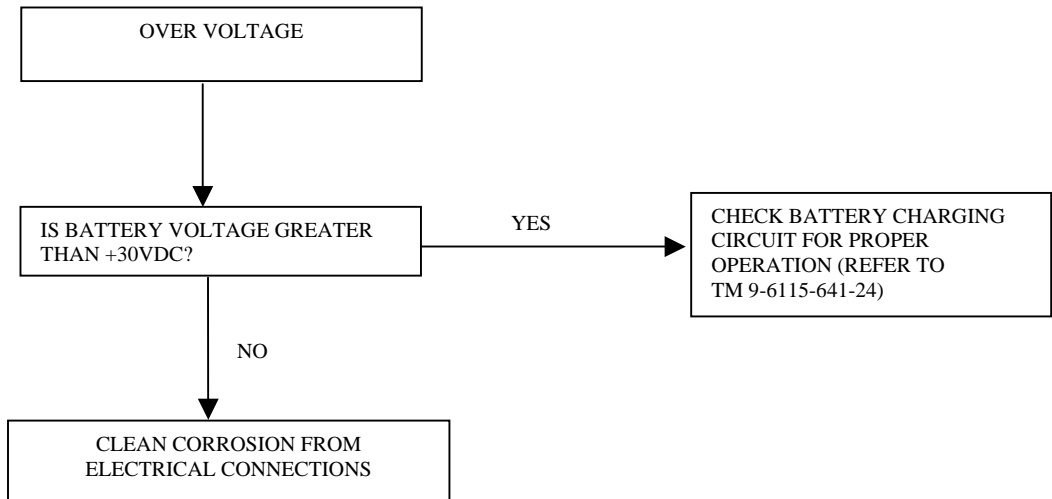 OVER VOLTAGE
IS BATTERY VOLTAGE GREATER
THAN +30VDC?
YES
CHECK BATTERY CHARGING
CIRCUIT FOR PROPER
OPERATION (REFER TO
TM 9-6115-641-24)
NO
CLEAN CORROSION FROM
ELECTRICAL CONNECTIONS